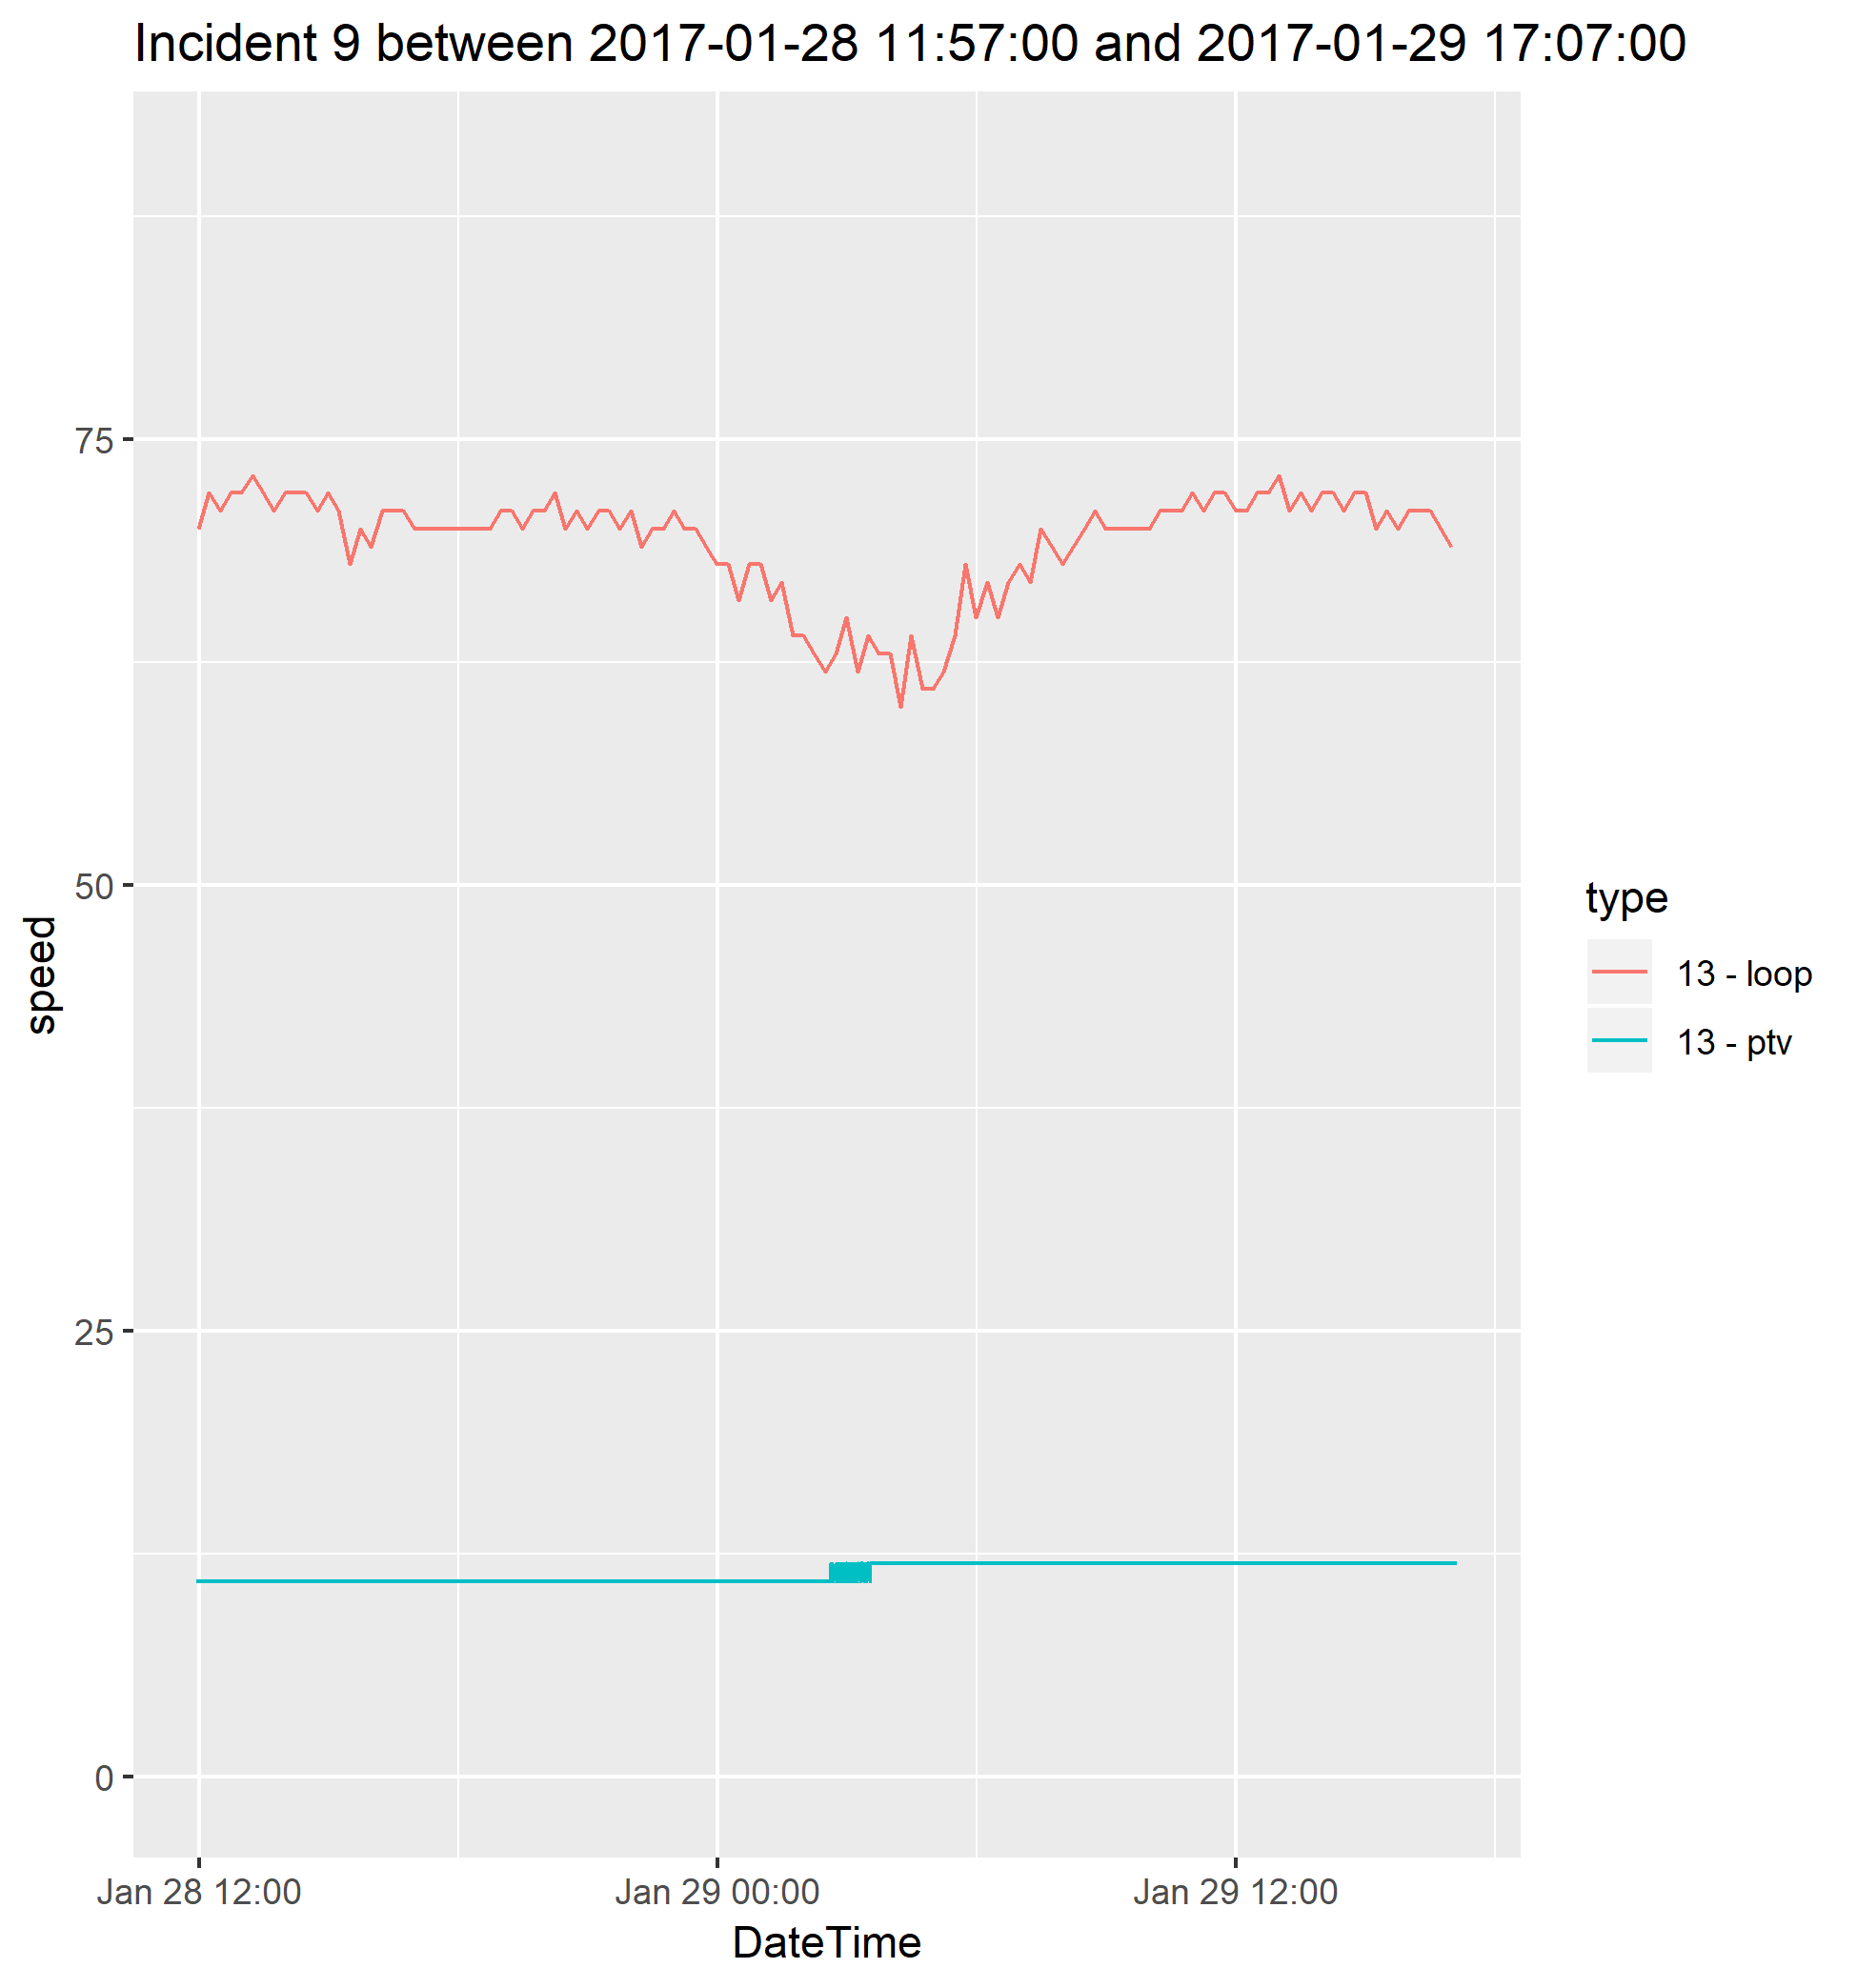 Incident 9 between 2017-01-28 11:57:00 and 2017-01-29 17:07:00
75
50
25
0
speed
Jan 28 12:00
Jan 29 00:00
Jan 29 12:00
DateTime
type
13 - loop
13 - ptv